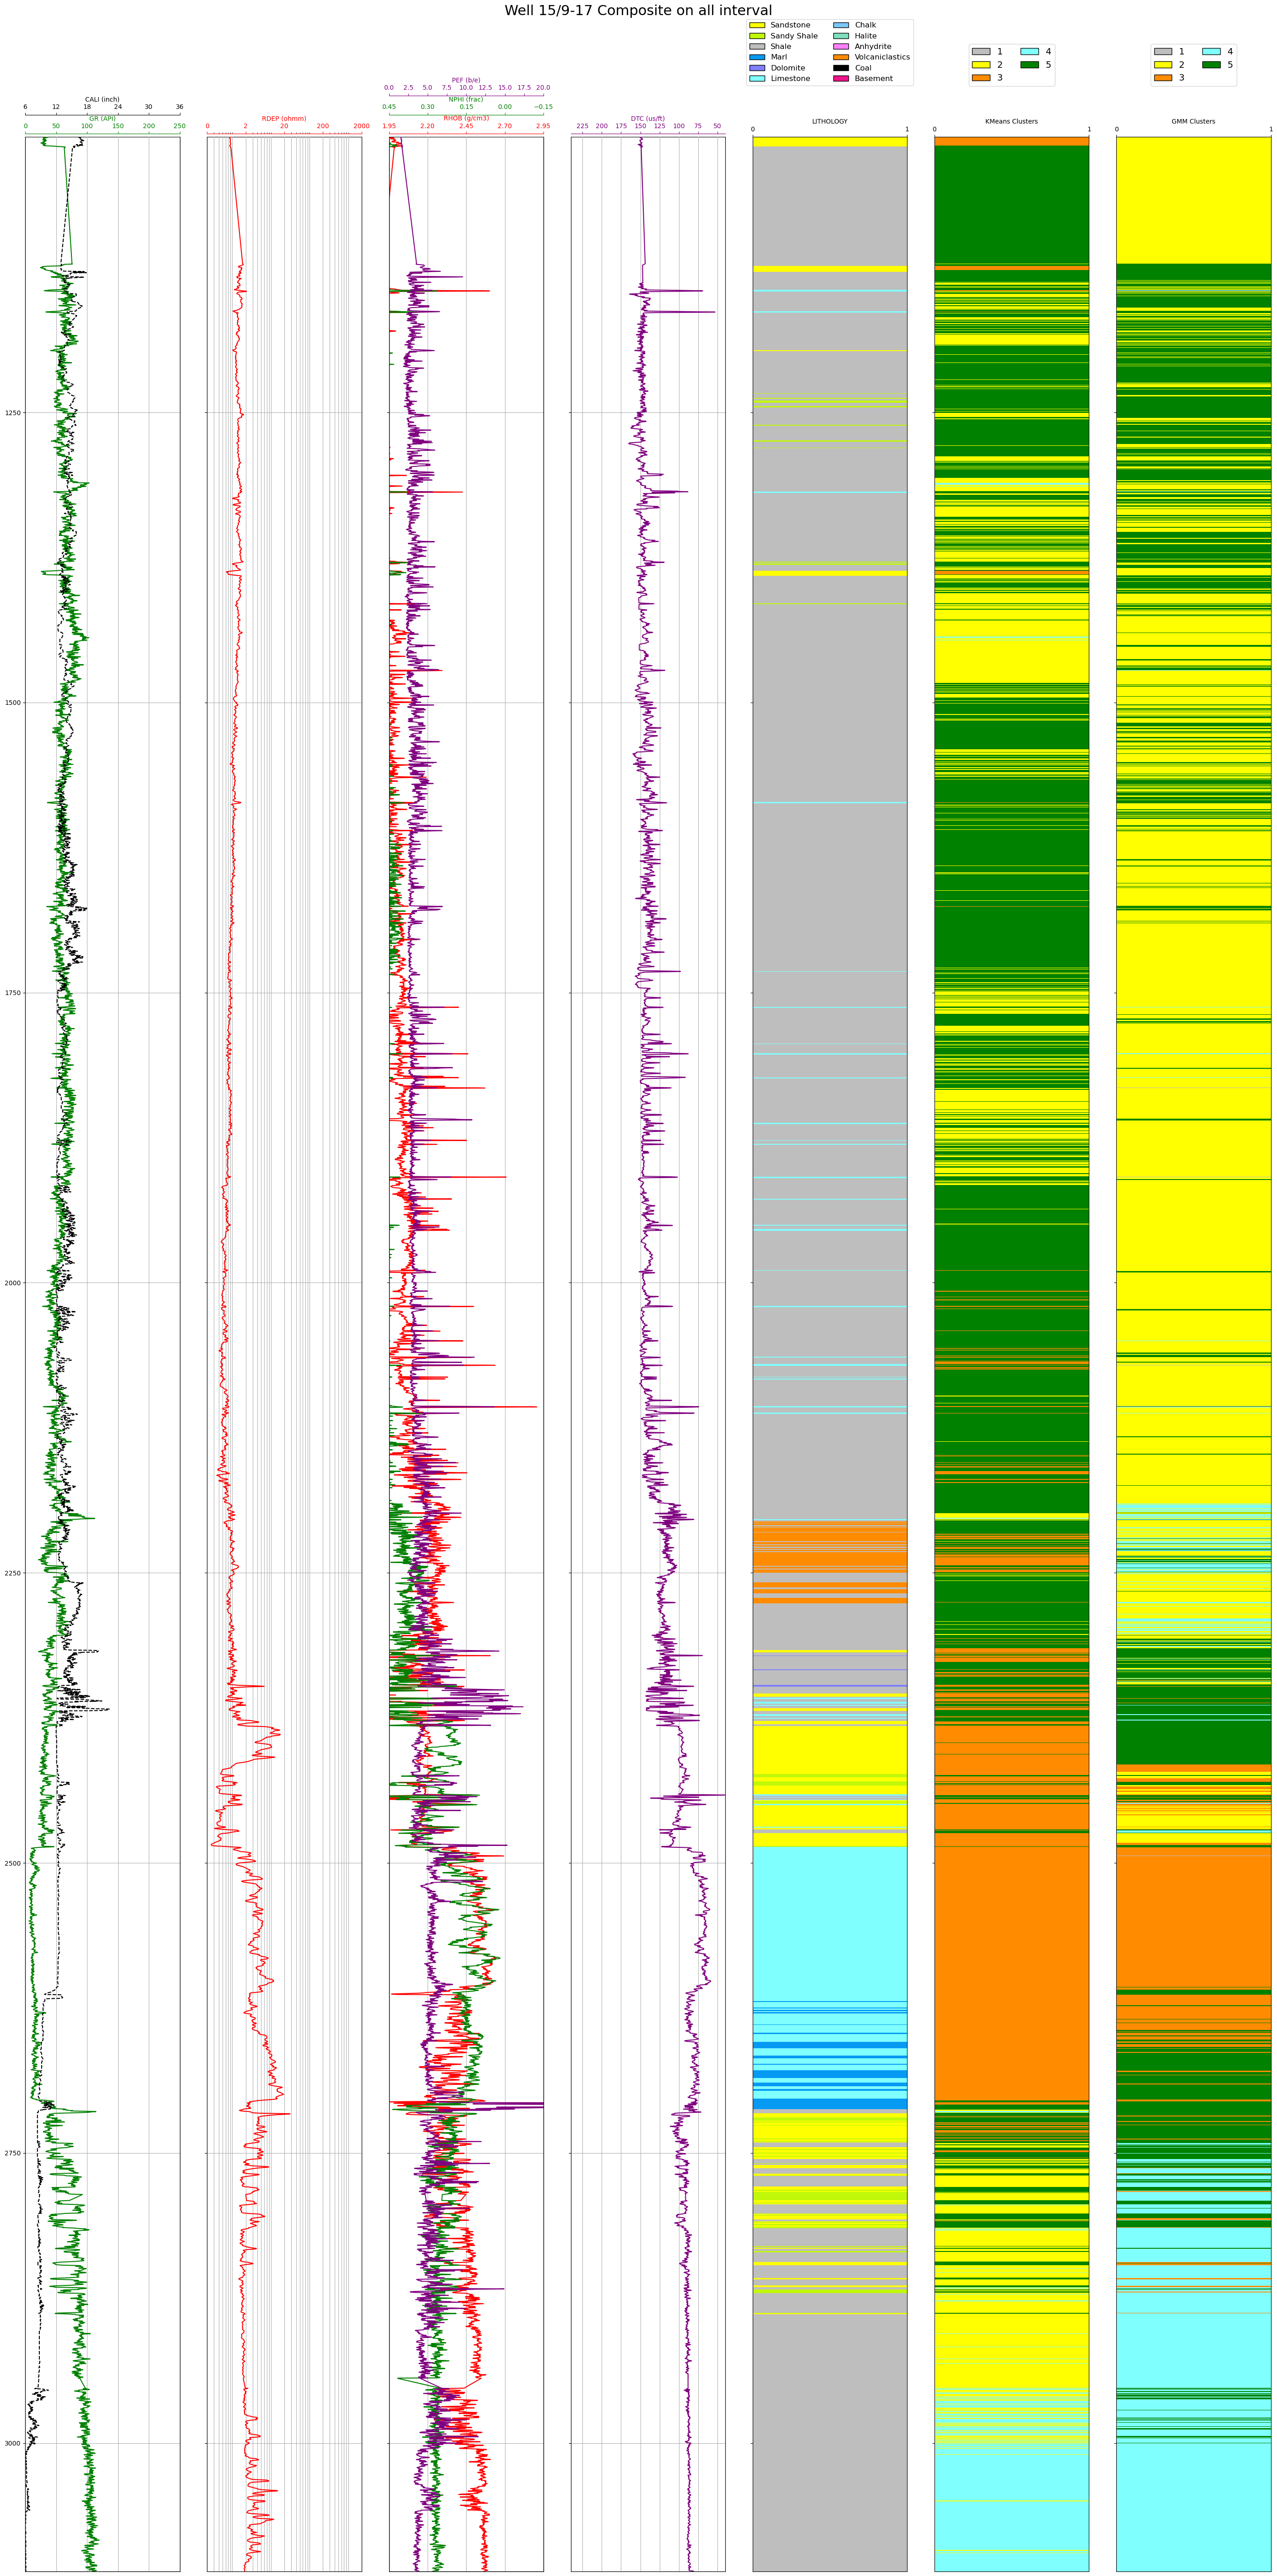 Well 15/9-17 Composite on all interval
Sandstone Chalk
Sandy Shale Halite
Shale Anhydrite
Marl Volcaniclastics
Dolomite Coal
Limestone Basement
1 4
2 5
3
1 4
2 5
3
PEF (b/e)
0.0 2.5 5.0 7.5 10.0 12.5 15.0 17.5 20.0
CALI (inch)
6 12 18 24 30 36
NPHI (frac)
0.45 0.30 0.15 0.00 −0.15
GR (API)
0 50 100 150 200 250
RDEP (ohmm)
0 2 20 200 2000
RHOB (g/cm3)
1.95 2.20 2.45 2.70 2.95
DTC (us/ft)
225 200 175 150 125 100 75 50
LITHOLOGY
0 1
KMeans Clusters
0 1
GMM Clusters
0 1
1250
1500
1750
2000
2250
2500
2750
3000